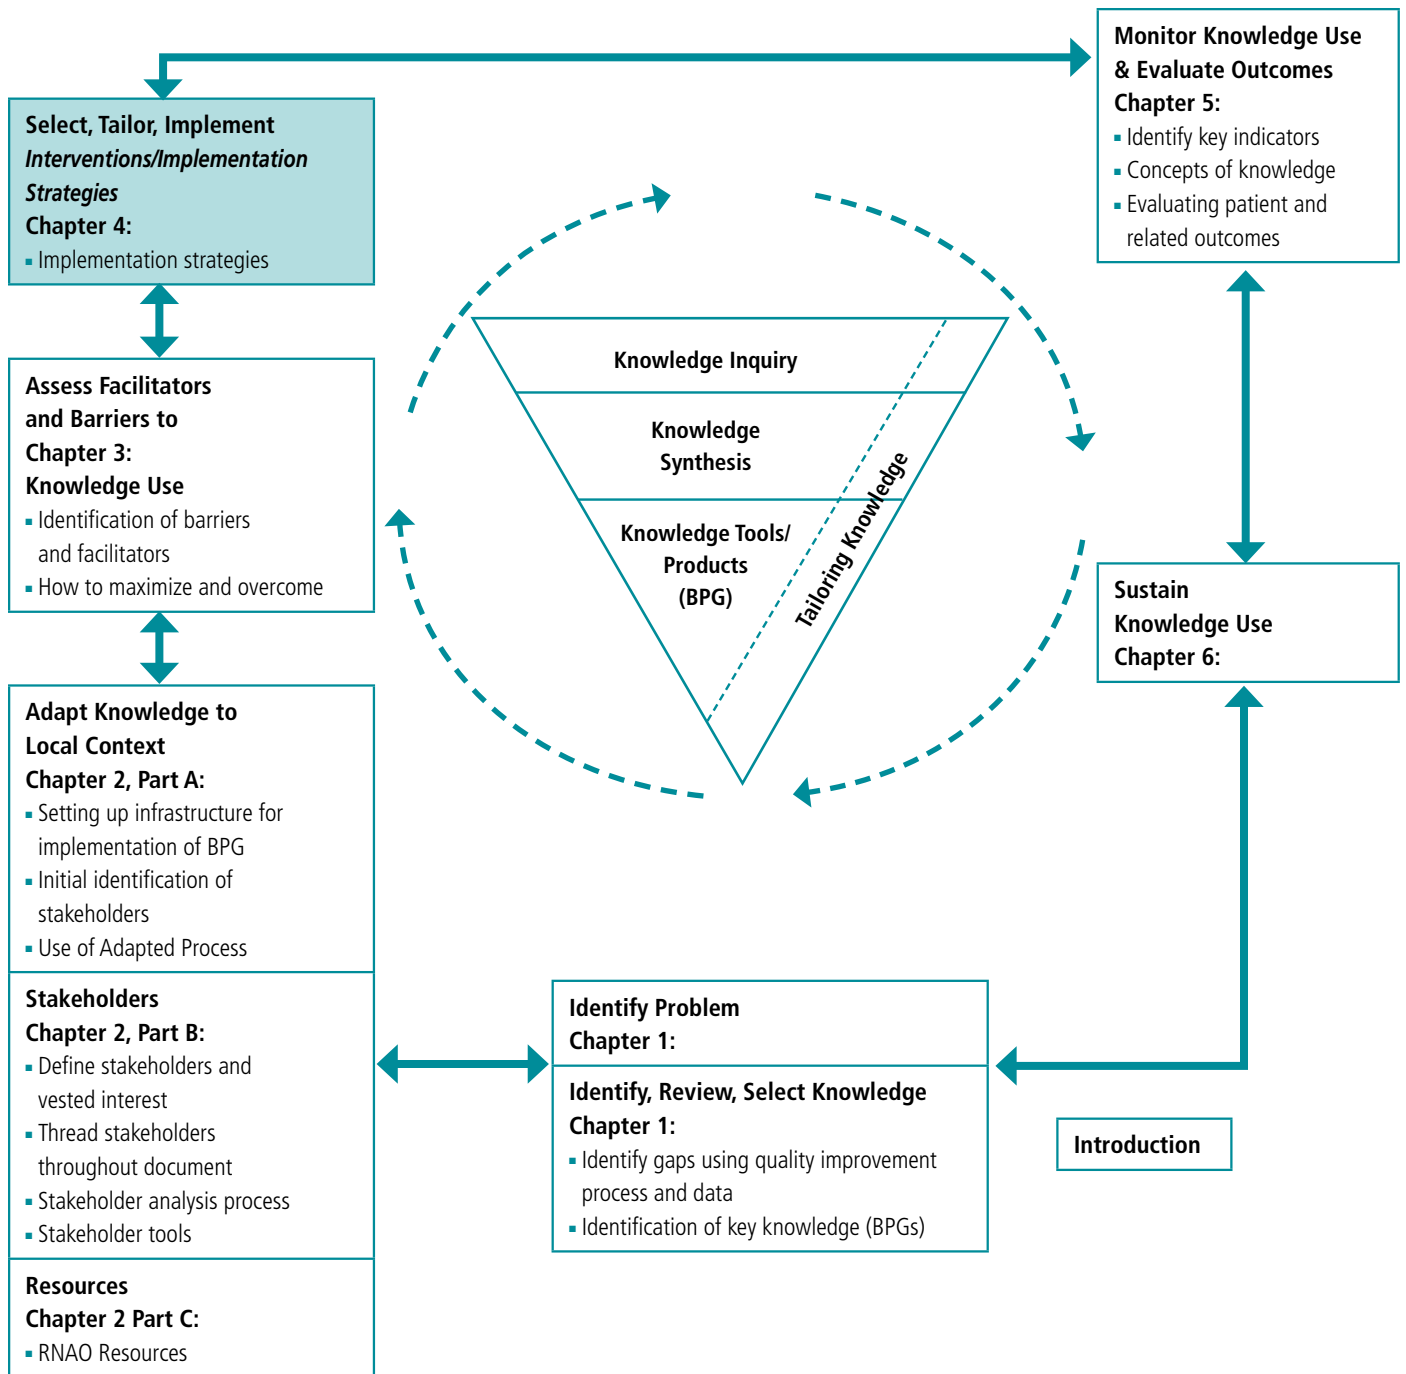 Monitor Knowledge Use
& Evaluate Outcomes
Chapter 5:
▪ Identify key indicators
▪ Concepts of knowledge
▪ Evaluating patient and
related outcomes
Select, Tailor, Implement
Interventions/Implementation
Strategies
Chapter 4:
▪ Implementation strategies
Assess Facilitators
and Barriers to
Chapter 3:
Knowledge Use
▪ Identification of barriers
and facilitators
▪ How to maximize and overcome
Knowledge Inquiry
Knowledge
Synthesis
Knowledge Tools/
Products
(BPG)
Tailoring Knowledge
Sustain
Knowledge Use
Chapter 6:
Adapt Knowledge to
Local Context
Chapter 2, Part A:
▪ Setting up infrastructure for
implementation of BPG
▪ Initial identification of
stakeholders
▪ Use of Adapted Process
Stakeholders
Chapter 2, Part B:
▪ Define stakeholders and
vested interest
▪ Thread stakeholders
throughout document
▪ Stakeholder analysis process
▪ Stakeholder tools
Resources
Chapter 2 Part C:
▪ RNAO Resources
Identify Problem
Chapter 1:
Identify, Review, Select Knowledge
Chapter 1:
▪ Identify gaps using quality improvement
process and data
▪ Identification of key knowledge (BPGs)
Introduction